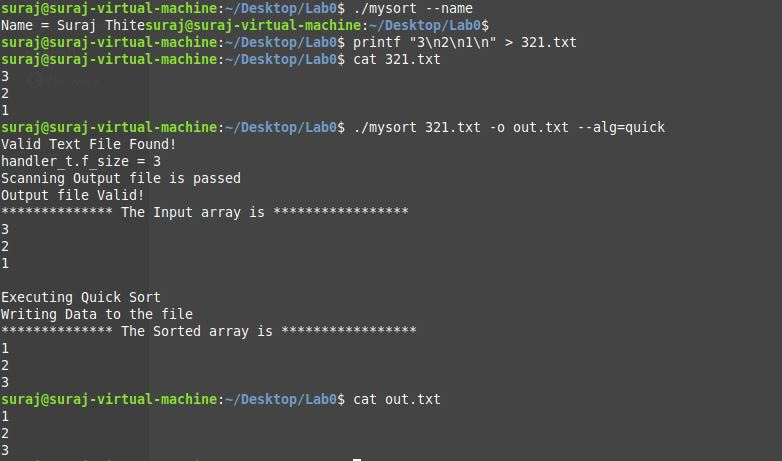 suraj@suraj-virtual-machine:~/Desktop/Lab0$ ./mysort --name
Name = Suraj Thitesuraj@suraj-virtual-machine:~/Desktop/Lab0$
suraj@suraj-virtual-machine:~/Desktop/Lab0$ printf "3\n2\n1\n" > 321.txt
suraj@suraj-virtual-machine:~/Desktop/Lab0$ cat 321.txt
3
2
1
suraj@suraj-virtual-machine:~/Desktop/Lab0$ ./mysort 321.txt -o out.txt --alg=quick
Valid Text File Found!
handler_t.f_size = 3
Scanning Output file is passed
Output file Valid!
************** The Input array is *****************
3
2
1

Executing Quick Sort
Writing Data to the file
************** The Sorted array is *****************
1
2
3
suraj@suraj-virtual-machine:~/Desktop/Lab0$ cat out.txt
1
2
3